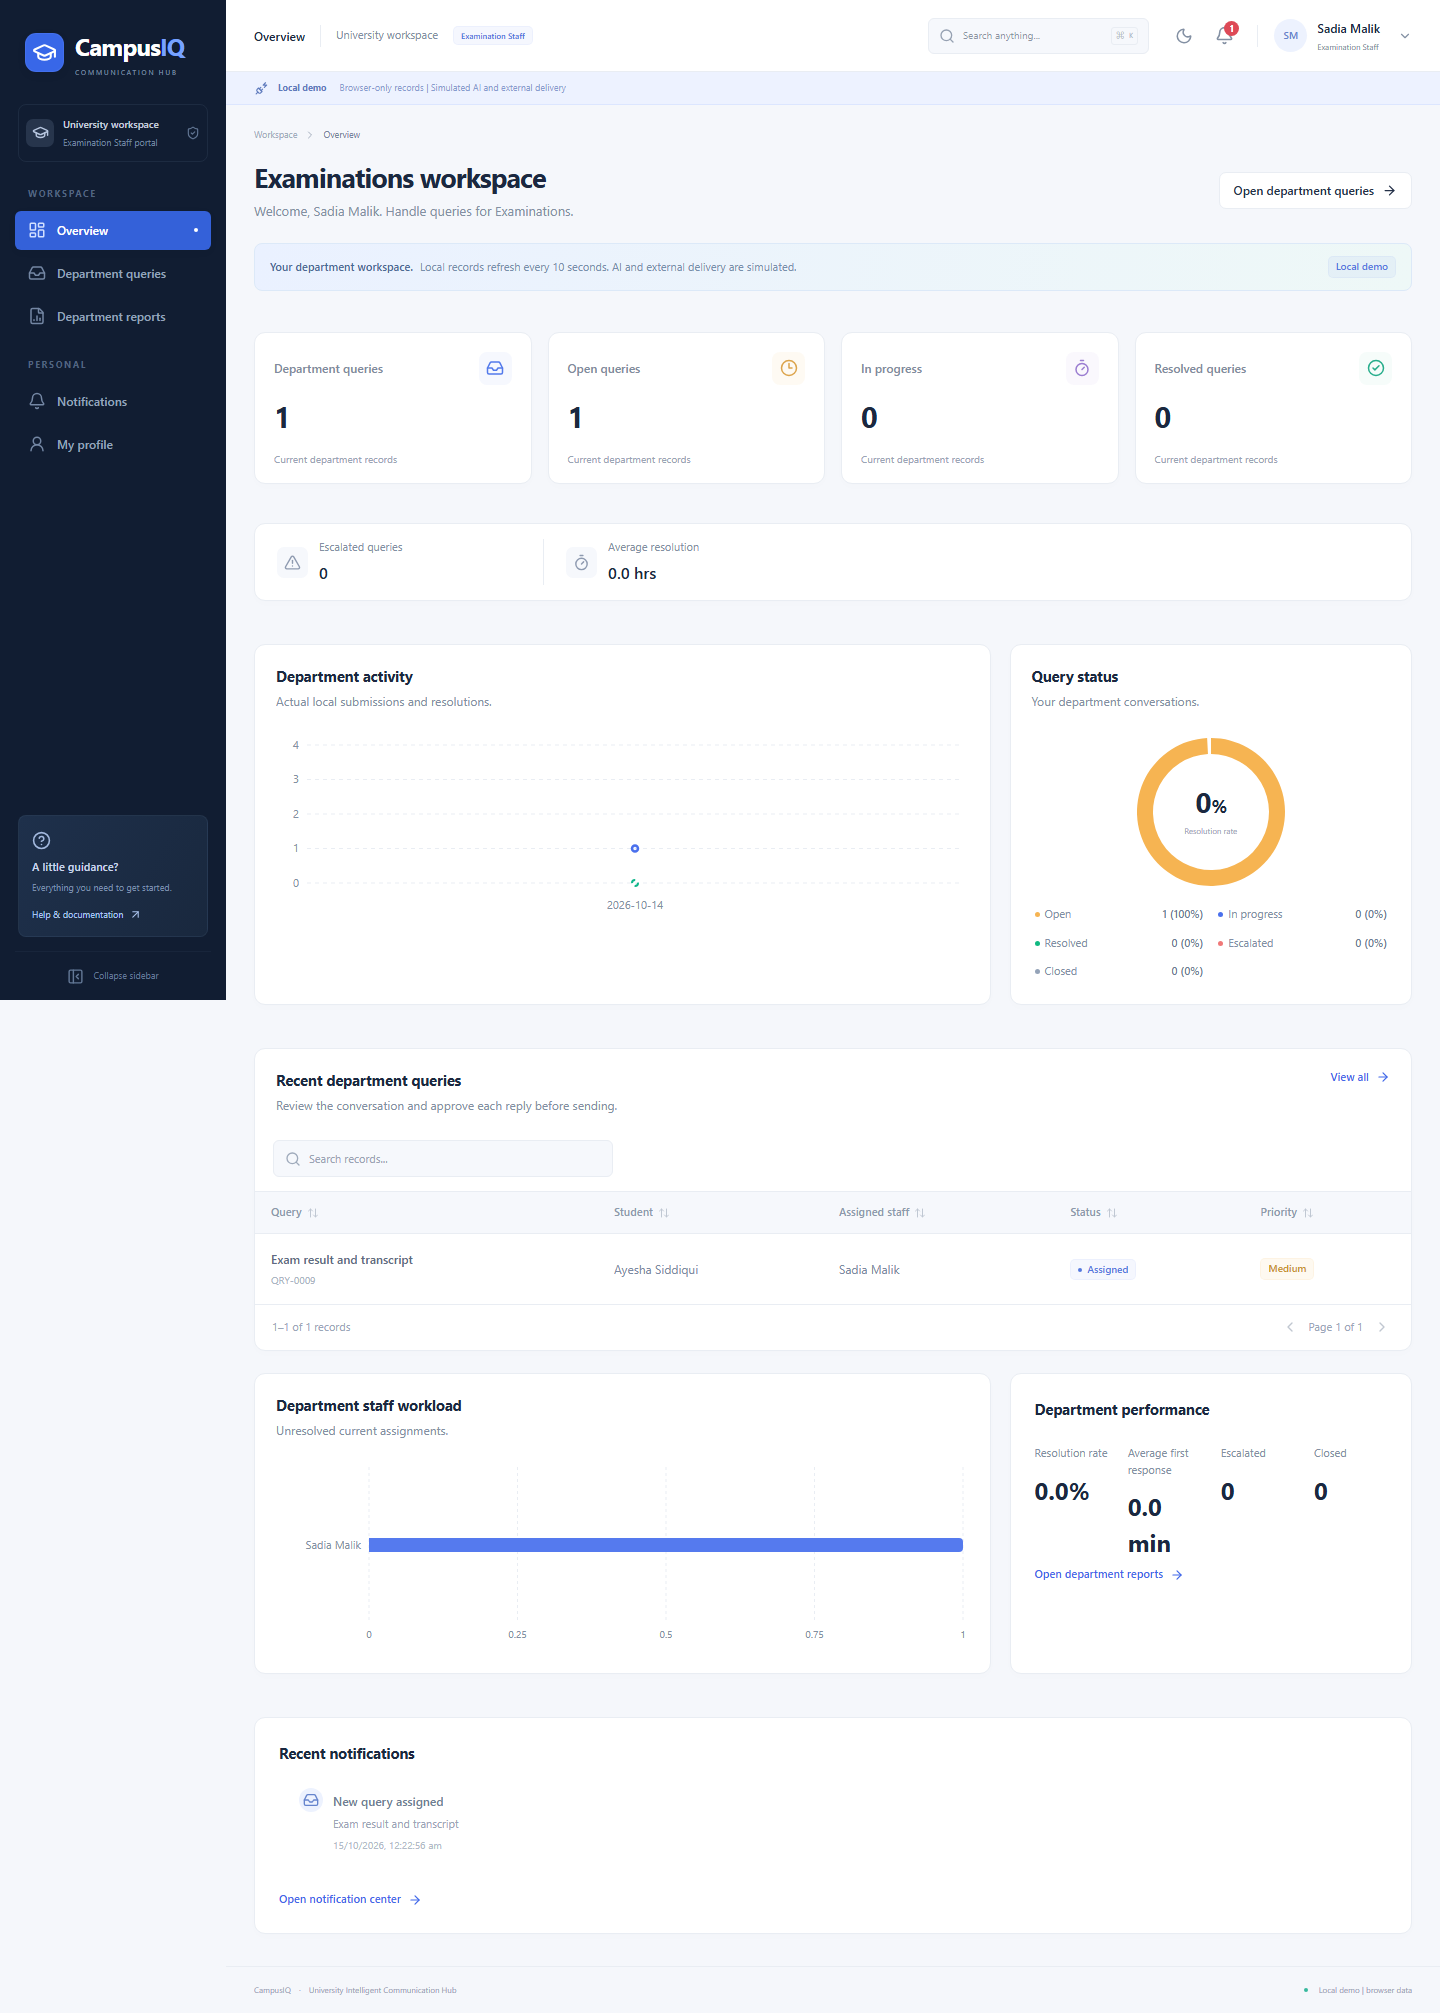 CampusIQ
COMMUNICATION HUB
University workspace
Examination Staff portal
WORKSPACE
Overview
Department queries
Department reports
PERSONAL
Notifications
My profile
A little guidance?
Everything you need to get started.
Help & documentation
Collapse sidebar
Overview
University workspace
Examination Staff
Search anything...
⌘ K
1
SM
Sadia Malik
Examination Staff
Local demo
Browser-only records | Simulated AI and external delivery
Workspace
Overview
Examinations workspace
Welcome, Sadia Malik. Handle queries for Examinations.
Open department queries
Your department workspace. Local records refresh every 10 seconds. AI and external delivery are simulated.
Local demo
Department queries
1
Current department records
Open queries
1
Current department records
In progress
0
Current department records
Resolved queries
0
Current department records
Escalated queries
0
Average resolution
0.0 hrs
Department activity
Actual local submissions and resolutions.
4
3
2
1
0
2026-10-14
Query status
Your department conversations.
0%
Resolution rate
Open 1 (100%)
In progress 0 (0%)
Resolved 0 (0%)
Escalated 0 (0%)
Closed 0 (0%)
Recent department queries
Review the conversation and approve each reply before sending.
View all
Search records...
Query Student Assigned staff Status Priority
Exam result and transcript
QRY-0009
Ayesha Siddiqui
Sadia Malik
Assigned
Medium
1–1 of 1 records
Page 1 of 1
Department staff workload
Unresolved current assignments.
Sadia Malik
0 0.25 0.5 0.75 1
Department performance
Resolution rate
0.0%
Average first
response
0.0
min
Escalated
0
Closed
0
Open department reports
Recent notifications
New query assigned
Exam result and transcript
15/10/2026, 12:22:56 am
Open notification center
CampusIQ · University Intelligent Communication Hub
Local demo | browser data